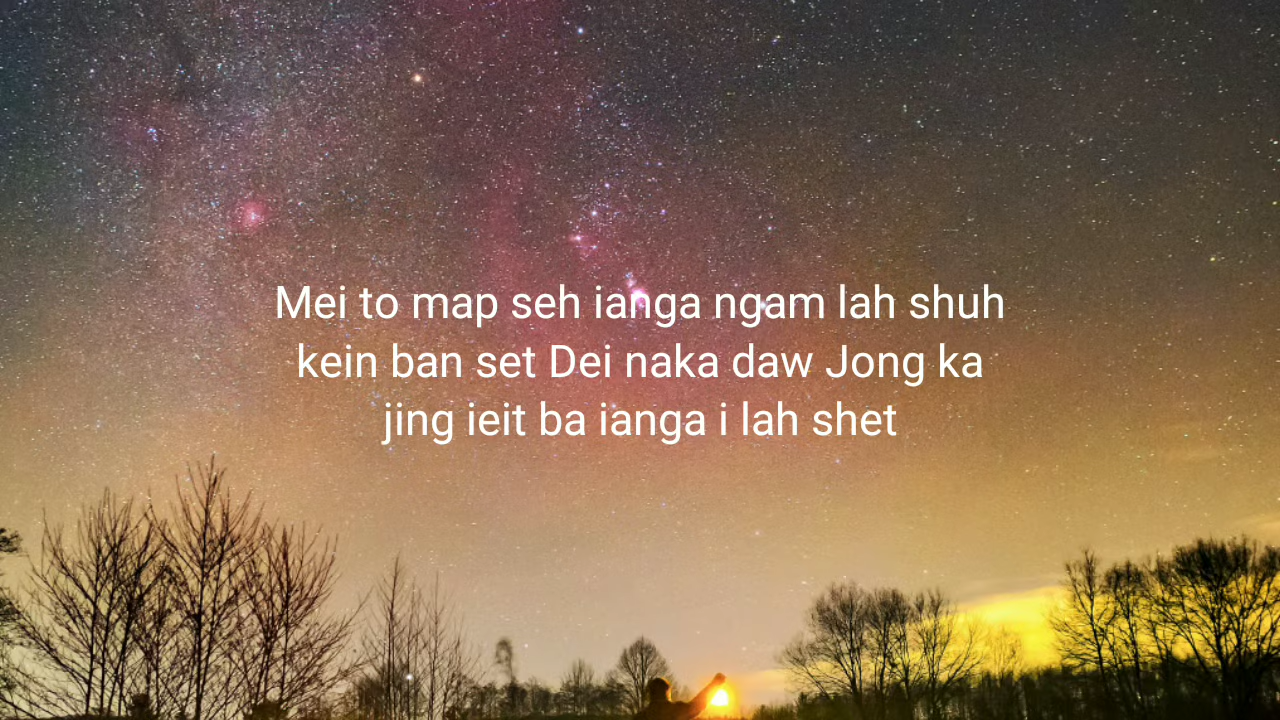 Mei to map seh ianga ngam lah shuh
kein ban set Dei naka daw Jong ka
jing ieit ba ianga i lah shet